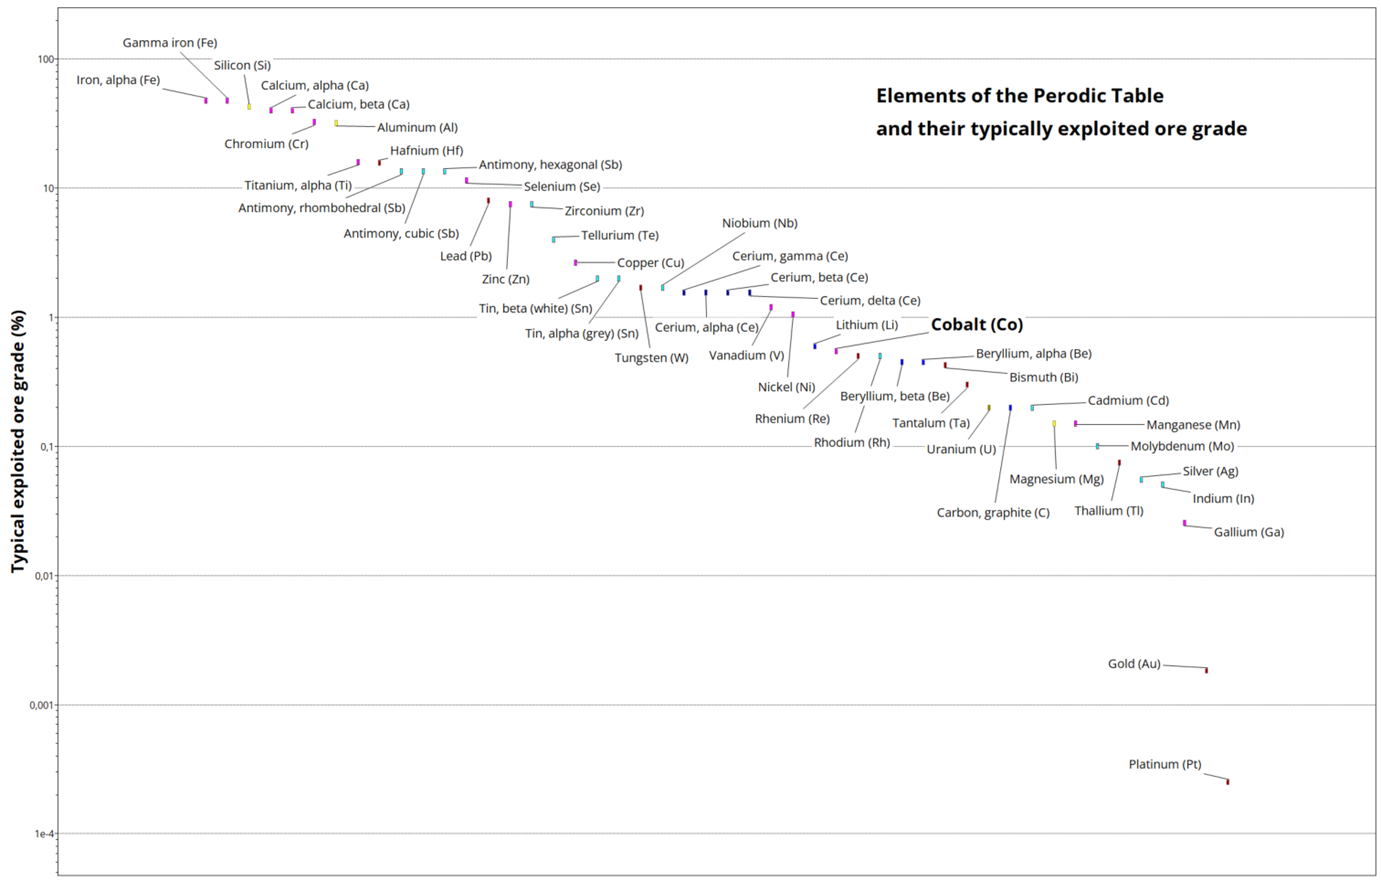 Gamma iron (Fe)
Silicon (Si)
Iron, alpha (Fe)
Calcium, alpha (Ca)
Calcium, beta (Ca)
Elements of the Perodic Table
and their typically exploited ore grade
Aluminum (Al)
Chromium (Cr)
Hafnium (Hf)
Antimony, hexagonal (Sb)
Titanium, alpha (Ti)
Selenium (Se)
Antimony, rhombohedral (Sb)
Zirconium (Zr)
Niobium (Nb)
Antimony, cubic (Sb)
Tellurium (Te)
Lead (Pb)
Cerium, gamma (Ce)
Copper (Cu)
Zinc (Zn)
Cerium, beta (Ce)
Cerium, delta (Ce)
Tin, beta (white) (Sn)
Lithium (Li)
Cobalt (Co)
Cerium, alpha (Ce)
Tin, alpha (grey) (Sn)
Tungsten (W)
Vanadium (V)
Beryllium, alpha (Be)
Bismuth (Bi)
Nickel (Ni)
Beryllium, beta (Be)
Cadmium (Cd)
Rhenium (Re)
Tantalum (Ta)
Manganese (Mn)
Rhodium (Rh)
Uranium (U)
Molybdenum (Mo)
Silver (Ag)
Magnesium (Mg)
Indium (In)
Carbon, graphite (C)
Thallium (Tl)
Gallium (Ga)
Gold (Au)
Platinum (Pt)
Typical exploited ore grade (%)
100
10
1
0,1
0,01
0,001
1e-4